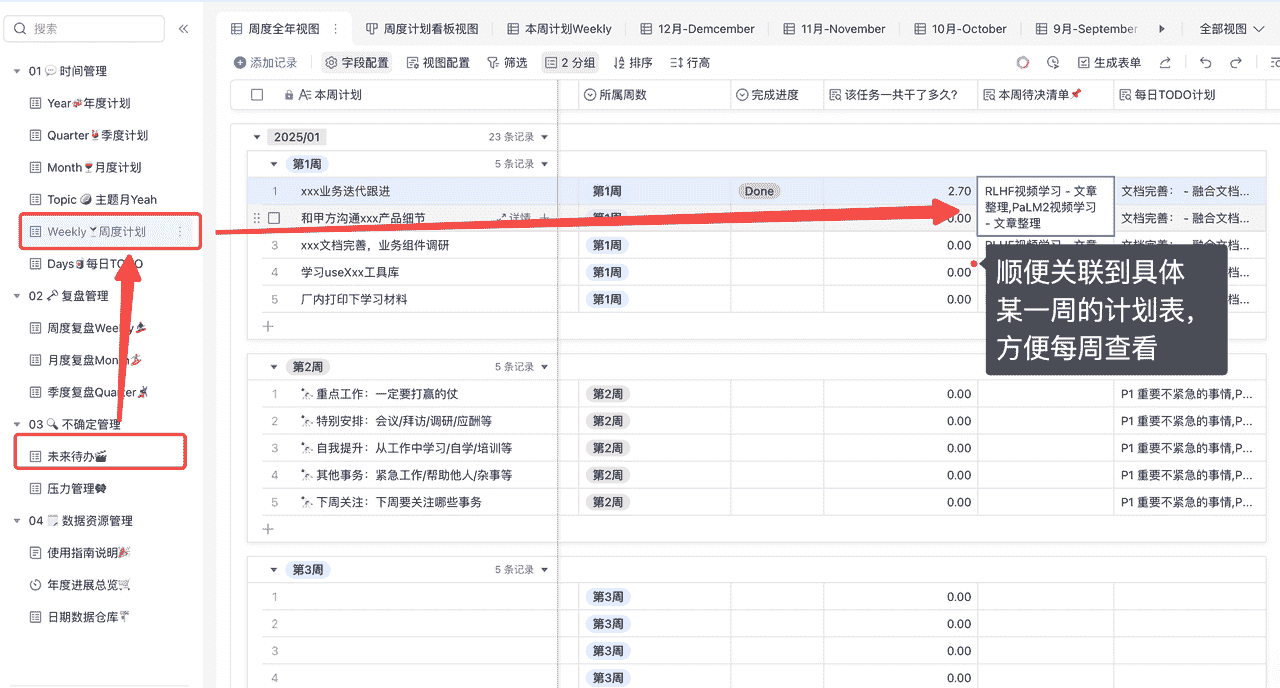 搜索
01 时间管理
Year 年度计划
Quarter 季度计划
Month 月度计划
Topic 主题月Yeah
Weekly 周度计划
Days 每日TODO
02 复盘管理
周度复盘Weekly
月度复盘Month
季度复盘Quarter
03 不确定管理
未来待办
压力管理
04 数据资源管理
使用指南说明
年度进展总览
日期数据仓库
周度全年视图 周度计划看板视图 本周计划Weekly 12月-Demcember 11月-November 10月-October 9月-September 全部视图
添加记录 字段配置 视图配置 筛选 2 分组 排序 行高 生成表单
本周计划 所属周数 完成进度 该任务一共干了多久? 本周待决清单 每日TODO计划
2025/01 23 条记录
第1周 5 条记录
1 xxx业务迭代跟进 第1周 Done 2.70 RLHF视频学习 - 文章 文档完善： - 融合文档...
整理,PaLM2视频学习
- 文章整理
和甲方沟通xxx产品细节 详情 第1周 0.00 文档完善： - 融合文档...
3 xxx文档完善，业务组件调研 第1周 0.00
4 学习useXxx工具库 第1周 0.00
5 厂内打印下学习材料 第1周 0.00
顺便关联到具体
某一周的计划表，
方便每周查看
第2周 5 条记录
1 重点工作：一定要打赢的仗 第2周 0.00 P1 重要不紧急的事情,P...
2 特别安排：会议/拜访/调研/应酬等 第2周 0.00 P1 重要不紧急的事情,P...
3 自我提升：从工作中学习/自学/培训等 第2周 0.00 P1 重要不紧急的事情,P...
4 其他事务：紧急工作/帮助他人/杂事等 第2周 0.00 P1 重要不紧急的事情,P...
5 下周关注：下周要关注哪些事务 第2周 0.00 P1 重要不紧急的事情,P...
第3周 5 条记录
1 第3周 0.00
2 第3周 0.00
3 第3周 0.00
4 第3周 0.00